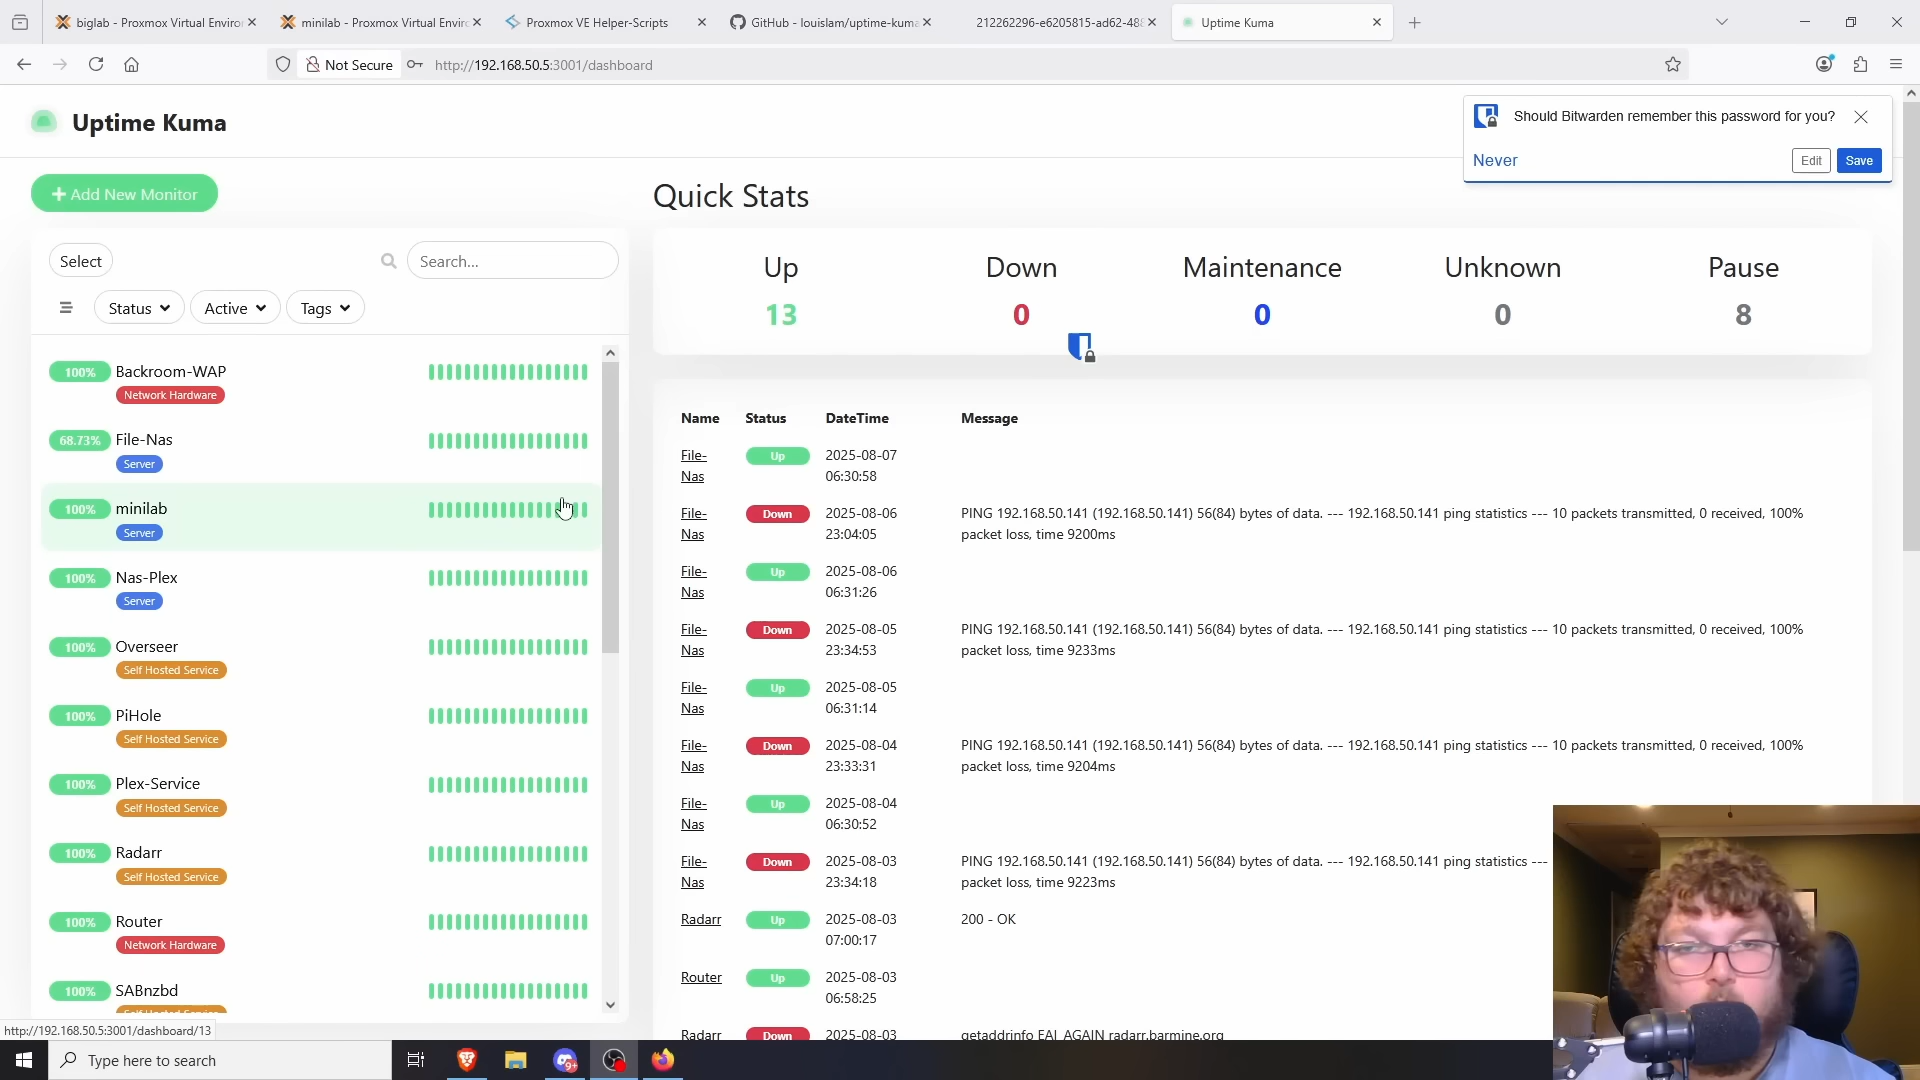 biglab - Proxmox Virtual Enviro
minilab - Proxmox Virtual Enviro
Proxmox VE Helper-Scripts
GitHub - louislam/uptime-kuma
212262296-e6205815-ad62-488
Uptime Kuma
Not Secure
http://192.168.50.5:3001/dashboard
Uptime Kuma
Should Bitwarden remember this password for you?
Never
Edit
Save
Add New Monitor
Select
Search...
Status
Active
Tags
100%
Backroom-WAP
Network Hardware
68.73%
File-Nas
Server
100%
minilab
Server
100%
Nas-Plex
Server
100%
Overseer
Self Hosted Service
100%
PiHole
Self Hosted Service
100%
Plex-Service
Self Hosted Service
100%
Radarr
Self Hosted Service
100%
Router
Network Hardware
100%
SABnzbd
Self Hosted Service
Quick Stats
Up
Down
Maintenance
Unknown
Pause
13
0
0
0
8
Name Status DateTime Message
File-
Nas
Up
2025-08-07
06:30:58
File-
Nas
Down
2025-08-06
23:04:05
PING 192.168.50.141 (192.168.50.141) 56(84) bytes of data. --- 192.168.50.141 ping statistics --- 10 packets transmitted, 0 received, 100%
packet loss, time 9200ms
File-
Nas
Up
2025-08-06
06:31:26
File-
Nas
Down
2025-08-05
23:34:53
PING 192.168.50.141 (192.168.50.141) 56(84) bytes of data. --- 192.168.50.141 ping statistics --- 10 packets transmitted, 0 received, 100%
packet loss, time 9233ms
File-
Nas
Up
2025-08-05
06:31:14
File-
Nas
Down
2025-08-04
23:33:31
PING 192.168.50.141 (192.168.50.141) 56(84) bytes of data. --- 192.168.50.141 ping statistics --- 10 packets transmitted, 0 received, 100%
packet loss, time 9204ms
File-
Nas
Up
2025-08-04
06:30:52
File-
Nas
Down
2025-08-03
23:34:18
PING 192.168.50.141 (192.168.50.141) 56(84) bytes of data. --- 192.168.50.141 ping statistics ---
packet loss, time 9223ms
Radarr
Up
2025-08-03
07:00:17
200 - OK
Router
Up
2025-08-03
06:58:25
Radarr
Down
2025-08-03
getaddrinfo EAI_AGAIN radarr.barmine.org
http://192.168.50.5:3001/dashboard/13
Type here to search
9+